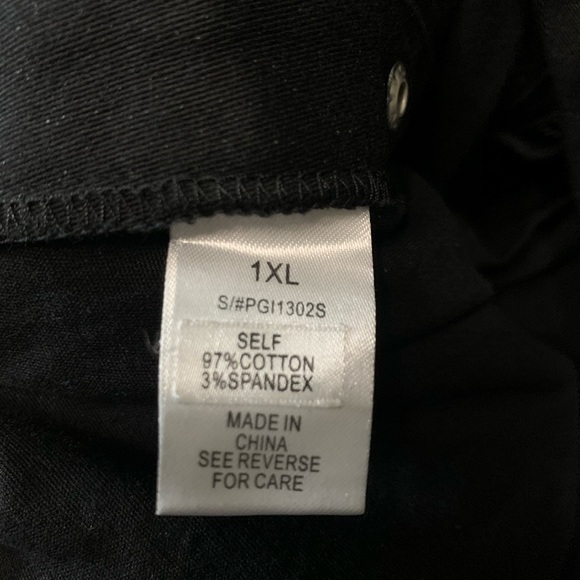 1XL
S/#PGI1302S
SELF
97%COTTON
3%SPANDEX
MADE IN
CHINA
SEE REVERSE
FOR CARE